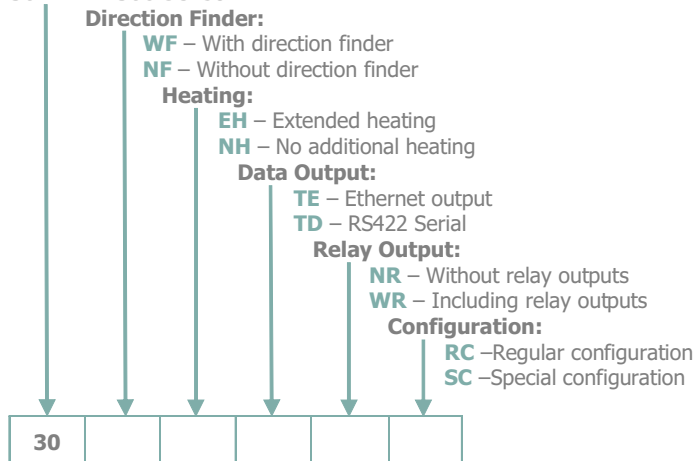 Direction Finder:
WF – With direction finder
NF – Without direction finder
Heating:
EH – Extended heating
NH – No additional heating
Data Output:
TE – Ethernet output
TD – RS422 Serial
Relay Output:
NR – Without relay outputs
WR – Including relay outputs
Configuration:
RC –Regular configuration
SC –Special configuration
30